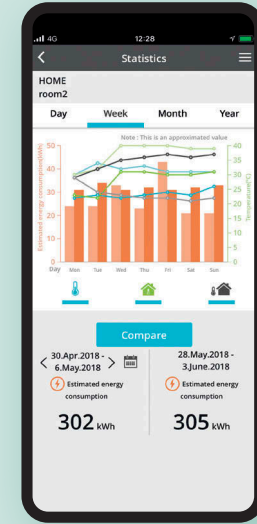 4G 12:28
Statistics
HOME
room2
Day Week Month Year
Note : This is an approximated value
Estimated energy consumption(kWh)
50
40
30
20
10
0
40
35
30
25
20
15
10
5
0
Temperature(°C)
Day Mon Tue Wed Thu Fri Sat Sun
Compare
30.Apr.2018 -
6.May.2018
Estimated energy
consumption
302 kWh
28.May.2018 -
3.June.2018
Estimated energy
consumption
305 kWh